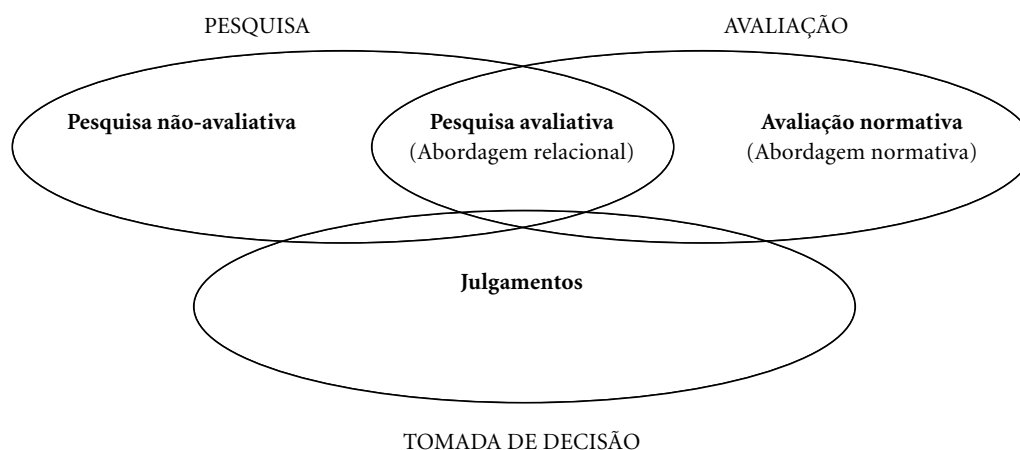 PESQUISA
AVALIAÇÃO
Pesquisa não-avaliativa
Pesquisa avaliativa
(Abordagem relacional)
Avaliação normativa
(Abordagem normativa)
Julgamentos
TOMADA DE DECISÃO